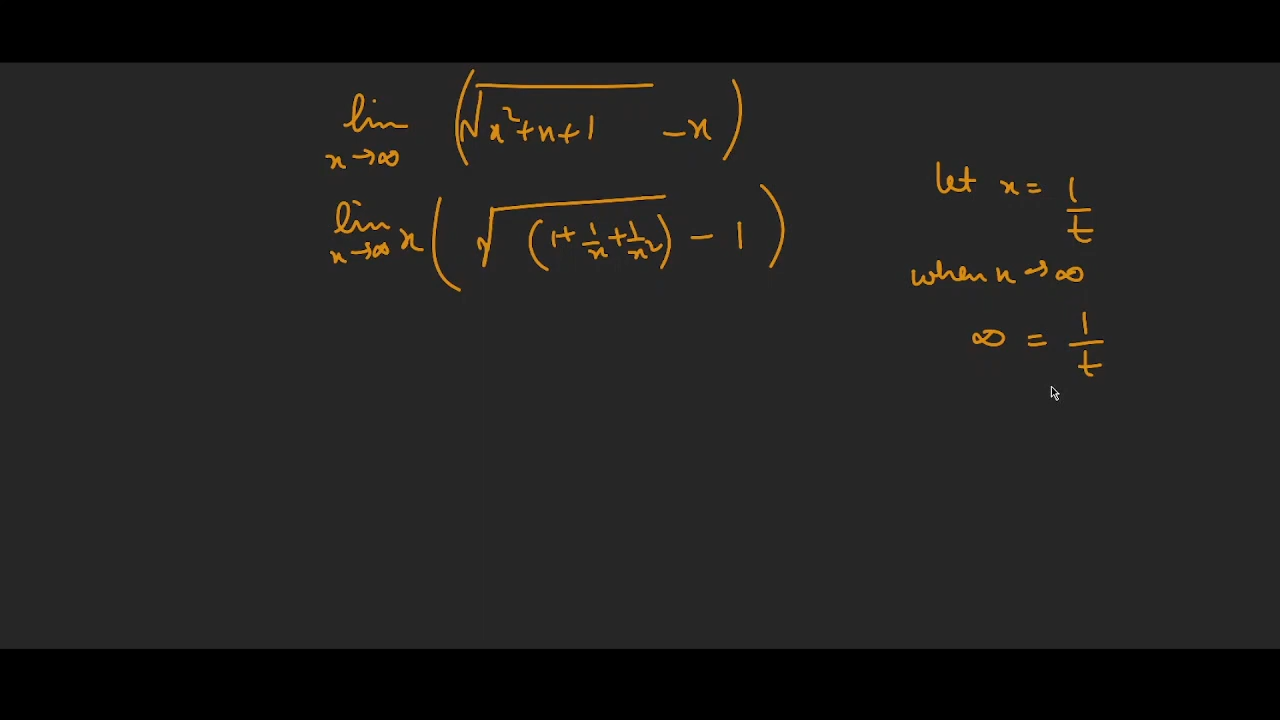 lim x→∞ (√x²+x+1 - x)
lim x→∞ x(√(1+1/x+1/x²) - 1)
let x = 1/t
when x→∞
∞ = 1/t